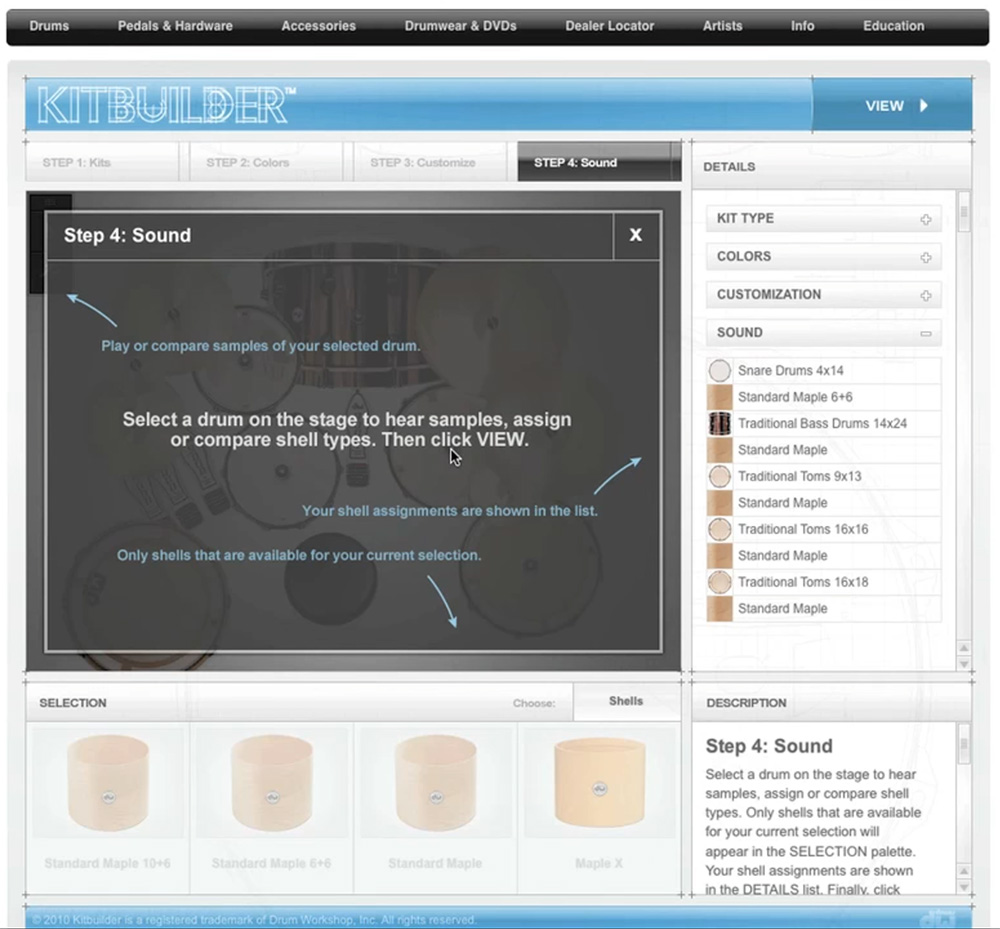 Drums Pedals & Hardware Accessories Drumwear & DVDs Dealer Locator Artists Info Education
KITBUILDER™
VIEW
STEP 1: Kits STEP 2: Colors STEP 3: Customize STEP 4: Sound
DETAILS
Step 4: Sound X
Play or compare samples of your selected drum.
Select a drum on the stage to hear samples, assign
or compare shell types. Then click VIEW.
Your shell assignments are shown in the list.
Only shells that are available for your current selection.
KIT TYPE
COLORS
CUSTOMIZATION
SOUND
Snare Drums 4x14
Standard Maple 6+6
Traditional Bass Drums 14x24
Standard Maple
Traditional Toms 9x13
Standard Maple
Traditional Toms 16x16
Standard Maple
Traditional Toms 16x18
Standard Maple
SELECTION Choose: Shells
Standard Maple 10+6 Standard Maple 6+6 Standard Maple Maple X
DESCRIPTION
Step 4: Sound
Select a drum on the stage to hear
samples, assign or compare shell
types. Only shells that are available
for your current selection will
appear in the SELECTION palette.
Your shell assignments are shown
in the DETAILS list. Finally, click
© 2010 Kitbuilder is a registered trademark of Drum Workshop, Inc. All rights reserved.